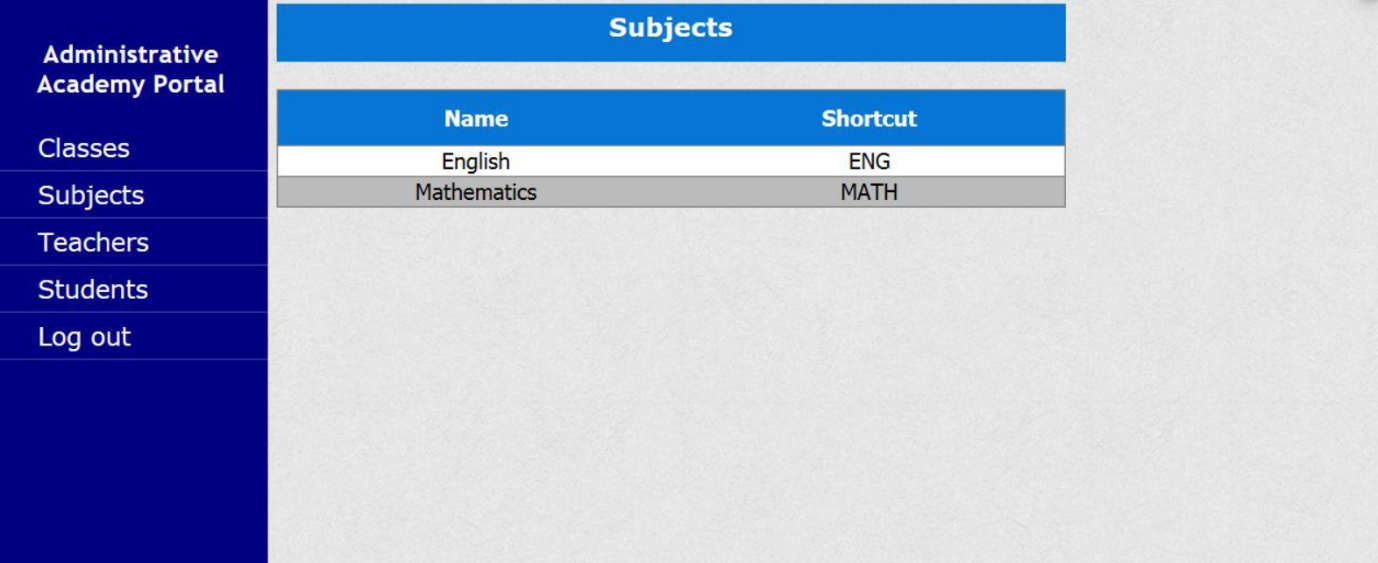 Administrative
Academy Portal
Classes
Subjects
Teachers
Students
Log out
Subjects
Name Shortcut
English ENG
Mathematics MATH